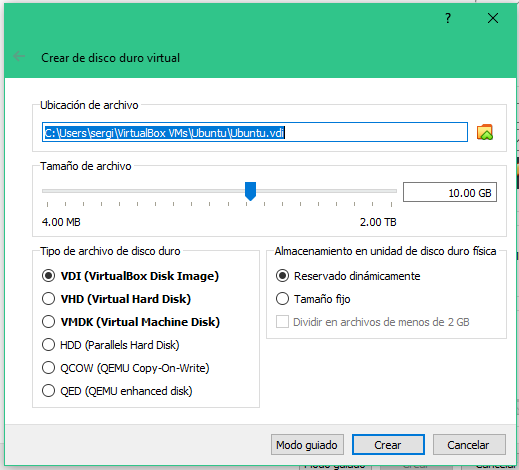 ?
Crear de disco duro virtual
Ubicación de archivo
C:\Users\sergi\VirtualBox VMs\Ubuntu\Ubuntu.vdi
Tamaño de archivo
10.00 GB
4.00 MB
2.00 TB
Tipo de archivo de disco duro
VDI (VirtualBox Disk Image)
VHD (Virtual Hard Disk)
VMDK (Virtual Machine Disk)
HDD (Parallels Hard Disk)
QCOW (QEMU Copy-On-Write)
QED (QEMU enhanced disk)
Almacenamiento en unidad de disco duro física
Reservado dinámicamente
Tamaño fijo
Dividir en archivos de menos de 2 GB
Modo guiado
Crear
Cancelar
Modo guiado
Crear
Cancelar